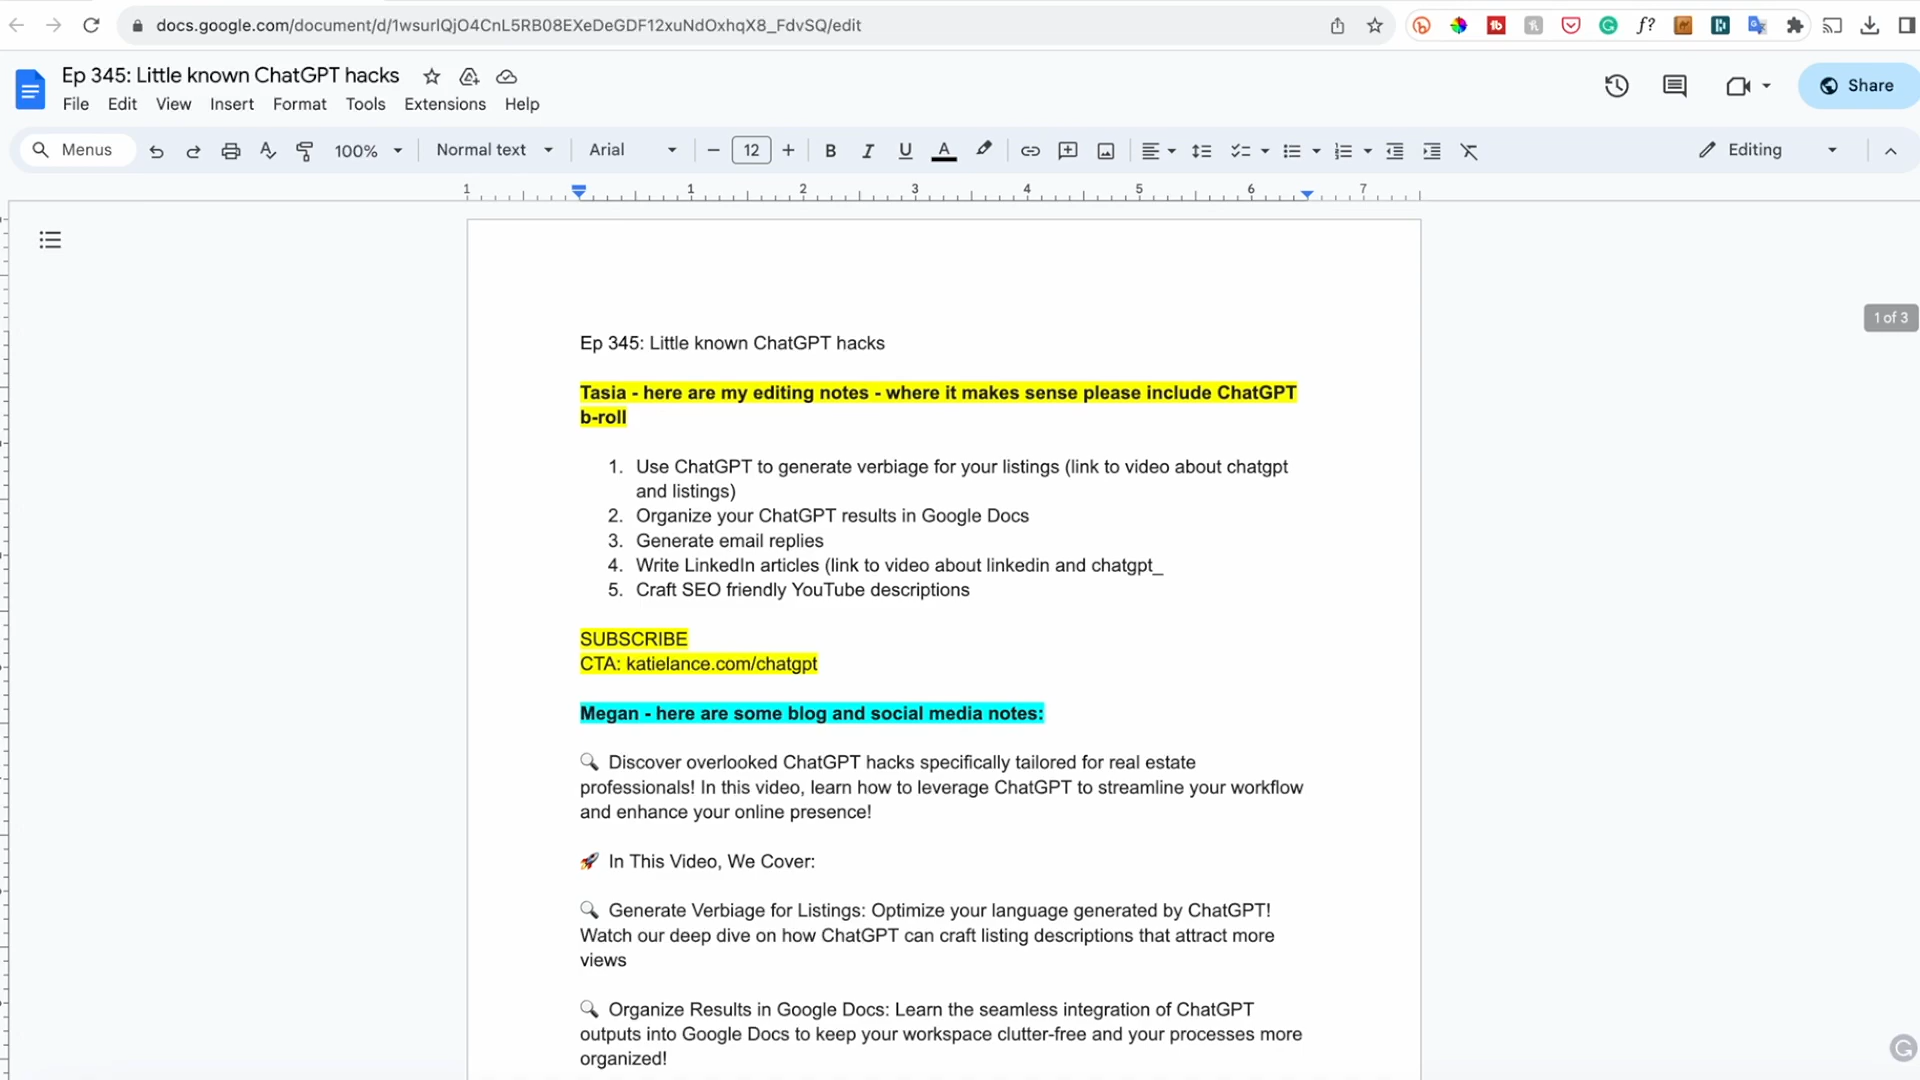 docs.google.com/document/d/1wsurlQjO4CnL5RB08EXeDeGDF12xuNdOxhqX8_FdvSQ/edit
Ep 345: Little known ChatGPT hacks
File Edit View Insert Format Tools Extensions Help
Share
Menus 100% Normal text Arial 12 B I U A Editing
1 1 2 3 4 5 6 7
1 of 3
Ep 345: Little known ChatGPT hacks
Tasia - here are my editing notes - where it makes sense please include ChatGPT
b-roll
1. Use ChatGPT to generate verbiage for your listings (link to video about chatgpt
and listings)
2. Organize your ChatGPT results in Google Docs
3. Generate email replies
4. Write LinkedIn articles (link to video about linkedin and chatgpt_
5. Craft SEO friendly YouTube descriptions
SUBSCRIBE
CTA: katielance.com/chatgpt
Megan - here are some blog and social media notes:
🔍 Discover overlooked ChatGPT hacks specifically tailored for real estate
professionals! In this video, learn how to leverage ChatGPT to streamline your workflow
and enhance your online presence!
🚀 In This Video, We Cover:
🔍 Generate Verbiage for Listings: Optimize your language generated by ChatGPT!
Watch our deep dive on how ChatGPT can craft listing descriptions that attract more
views
🔍 Organize Results in Google Docs: Learn the seamless integration of ChatGPT
outputs into Google Docs to keep your workspace clutter-free and your processes more
organized!